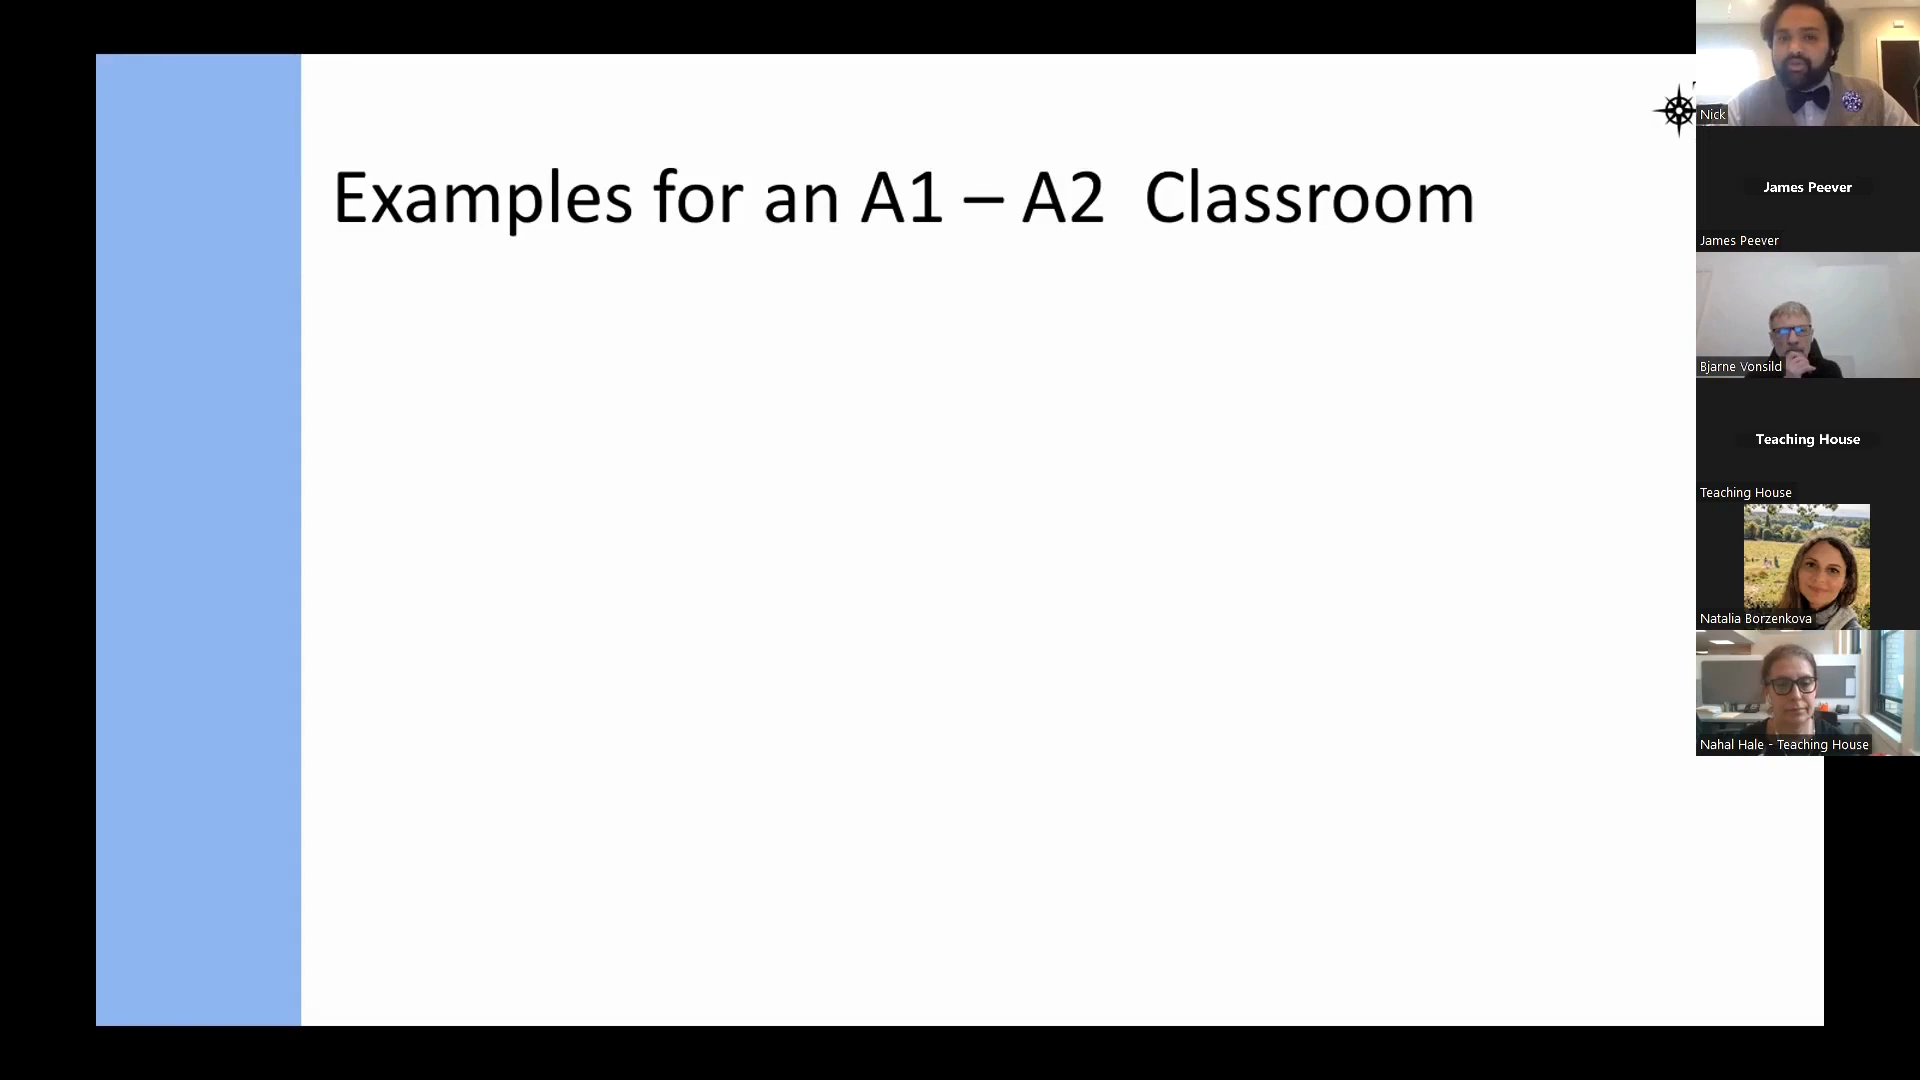 Examples for an A1 – A2  Classroom
Nick
James Peever
James Peever
Bjarne Vonsild
Teaching House
Teaching House
Natalia Borzenkova
Nahal Hale - Teaching House